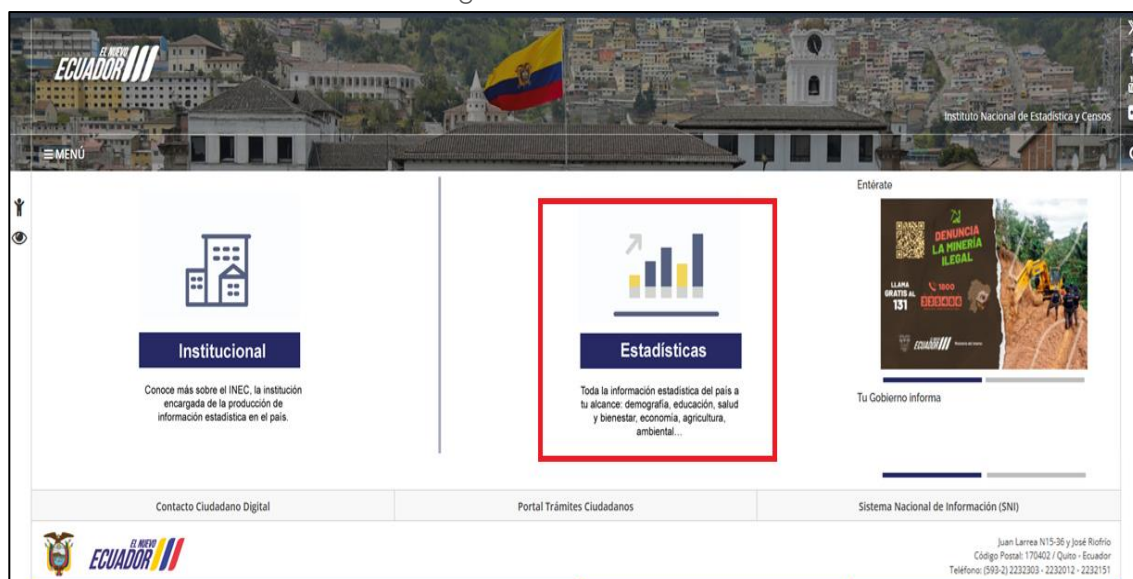 EL NUEVO
ECUADOR
Instituto Nacional de Estadística y Censos
MENÚ
Institucional
Conoce más sobre el INEC, la institución
encargada de la producción de
información estadística en el país.
Estadísticas
Toda la información estadística del país a
tu alcance: demografía, educación, salud
y bienestar, economía, agricultura,
ambiental...
Entérate
DENUNCIA
LA MINERÍA
ILEGAL
LLAMA
GRATIS AL
131
1800
ECUADOR
Tu Gobierno informa
Contacto Ciudadano Digital
Portal Trámites Ciudadanos
Sistema Nacional de Información (SNI)
EL NUEVO
ECUADOR
Juan Larrea N15-36 y José Riofrío
Código Postal: 170402 / Quito - Ecuador
Teléfono: (593-2) 2232303 - 2232012 - 2232151